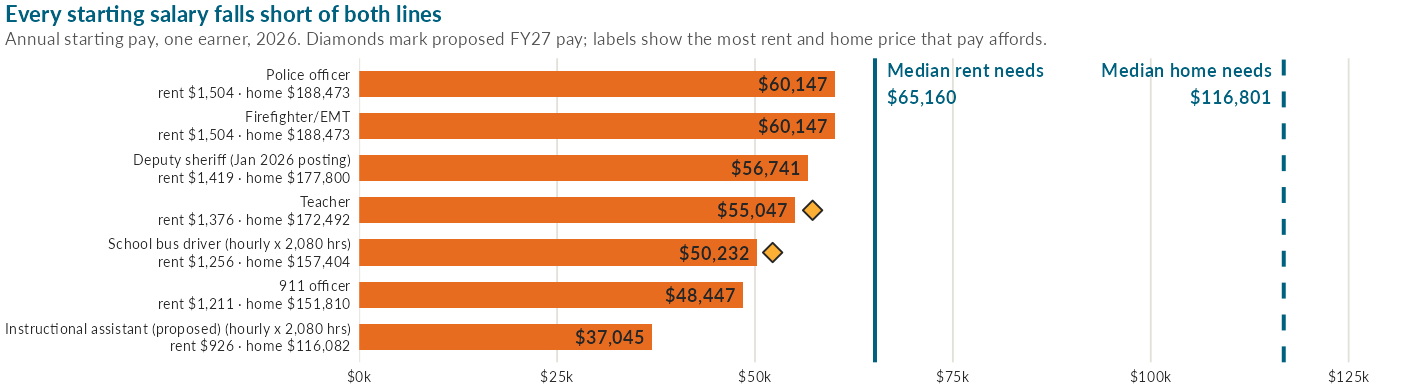 Every starting salary falls short of both lines
Annual starting pay, one earner, 2026. Diamonds mark proposed FY27 pay; labels show the most rent and home price that pay affords.
Median rent needs
$65,160
Median home needs
$116,801
Police officer
rent $1,504 · home $188,473
$60,147
Firefighter/EMT
rent $1,504 · home $188,473
$60,147
Deputy sheriff (Jan 2026 posting)
rent $1,419 · home $177,800
$56,741
Teacher
rent $1,376 · home $172,492
$55,047
School bus driver (hourly x 2,080 hrs)
rent $1,256 · home $157,404
$50,232
911 officer
rent $1,211 · home $151,810
$48,447
Instructional assistant (proposed) (hourly x 2,080 hrs)
rent $926 · home $116,082
$37,045
$0k
$25k
$50k
$75k
$100k
$125k